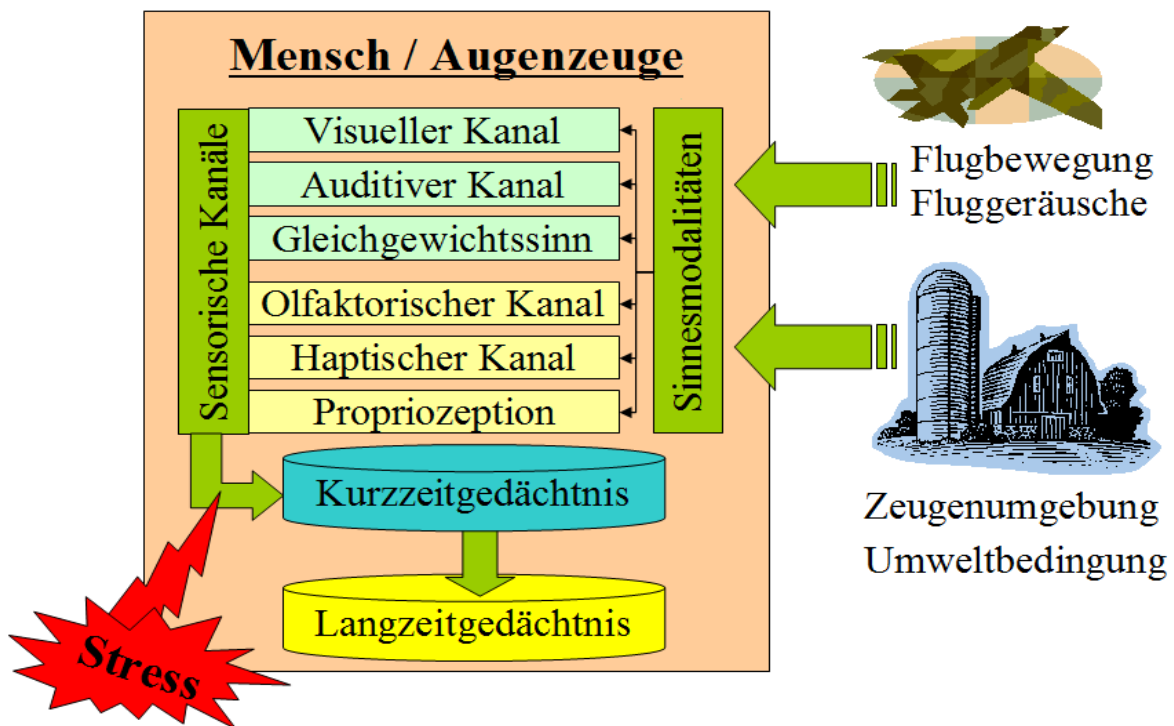 Mensch / Augenzeuge
Sensorische Kanäle
Visueller Kanal
Auditiver Kanal
Gleichgewichtssinn
Olfaktorischer Kanal
Haptischer Kanal
Propriozeption
Sinnesmodalitäten
Flugbewegung
Fluggeräusche
Zeugenumgebung
Umweltbedingung
Kurzzeitgedächtnis
Langzeitgedächtnis
Stress